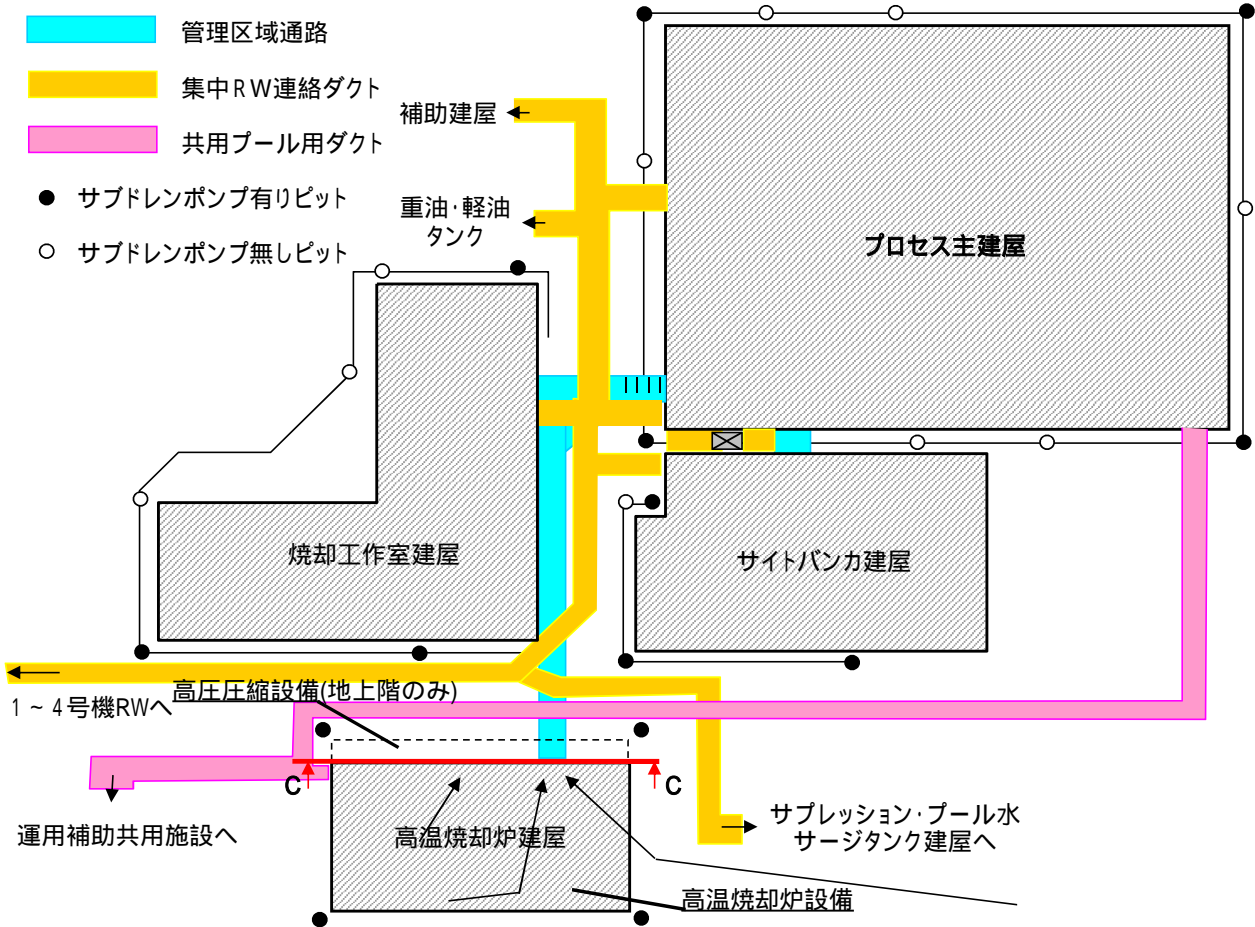 管理区域通路
集中RW連絡ダクト
共用プール用ダクト
サブドレンポンプ有りピット
サブドレンポンプ無しピット
補助建屋
重油・軽油
タンク
プロセス主建屋
焼却工作室建屋
サイトバンカ建屋
1~4号機RWへ
高圧圧縮設備(地上階のみ)
C
C
運用補助共用施設へ
高温焼却炉建屋
サプレッション・プール水
サージタンク建屋へ
高温焼却炉設備